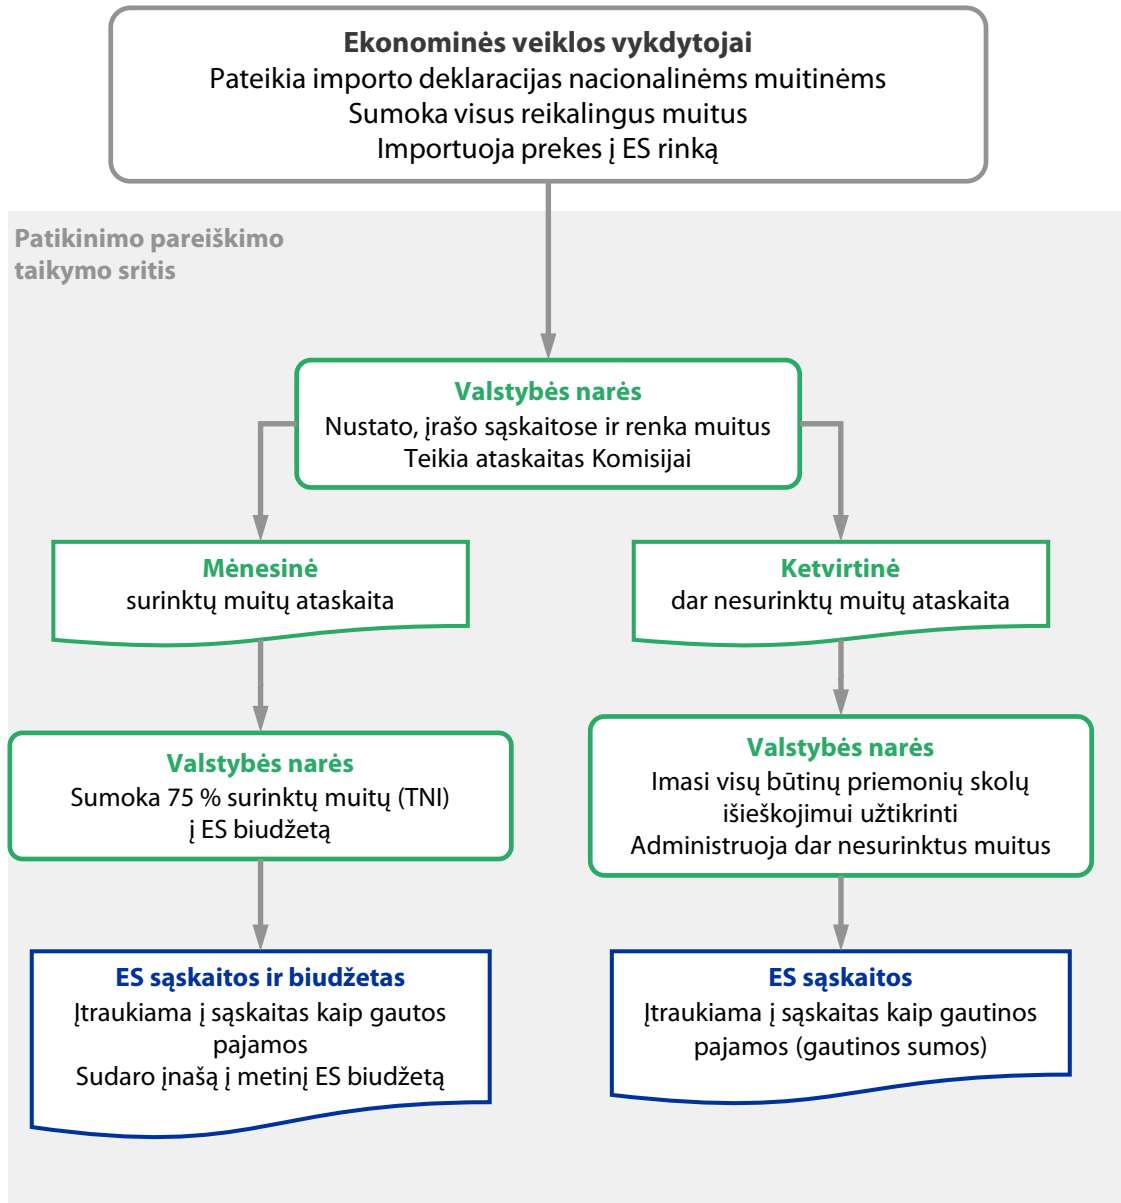 Ekonominės veiklos vykdytojai
Pateikia importo deklaracijas nacionalinėms muitinėms
Sumoka visus reikalingus muitus
Importuoja prekes į ES rinką
Patikinimo pareiškimo
taikymo sritis
Valstybės narės
Nustato, įrašo sąskaitose ir renka muitus
Teikia ataskaitas Komisijai
Mėnesinė
surinktų muitų ataskaita
Ketvirtinė
dar nesurinktų muitų ataskaita
Valstybės narės
Sumoka 75 % surinktų muitų (TNI)
į ES biudžetą
Valstybės narės
Imasi visų būtinų priemonių skolų
išieškojimui užtikrinti
Administruoja dar nesurinktus muitus
ES sąskaitos ir biudžetas
Įtraukiama į sąskaitas kaip gautos
pajamos
Sudaro įnašą į metinį ES biudžetą
ES sąskaitos
Įtraukiama į sąskaitas kaip gautinos
pajamos (gautinos sumos)